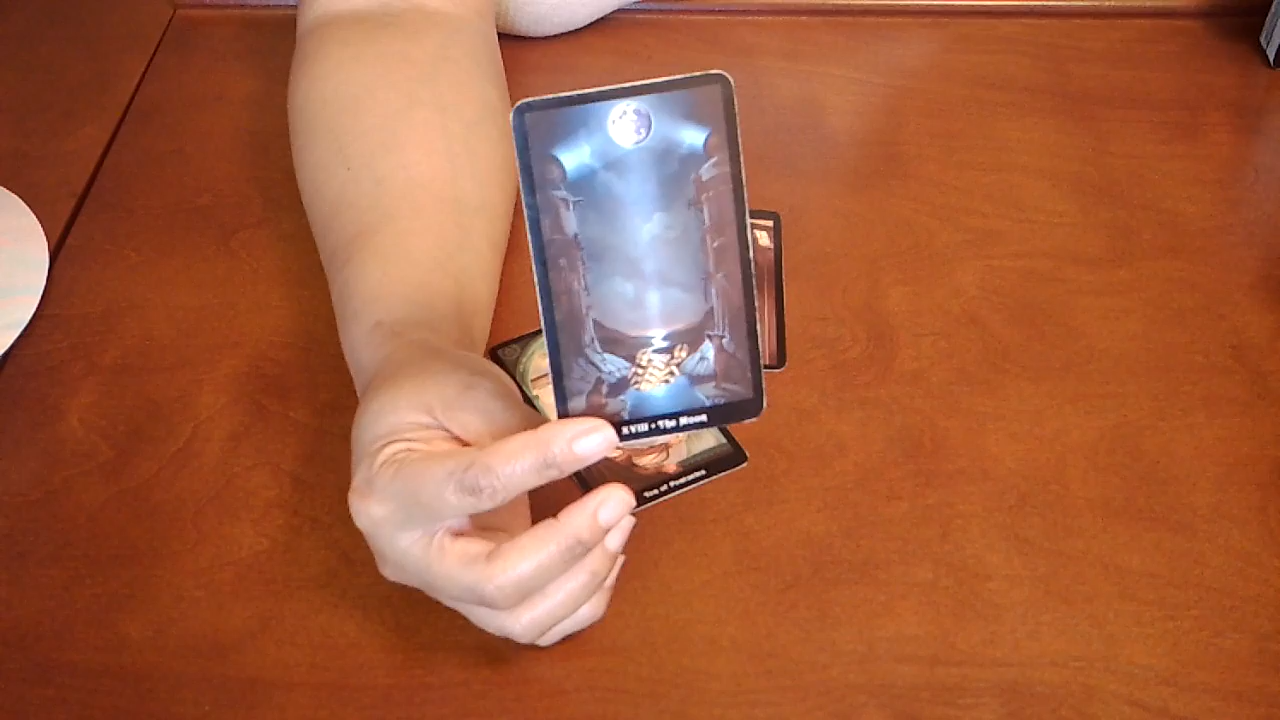 XVIII • The Moon
Ten of Pentacles